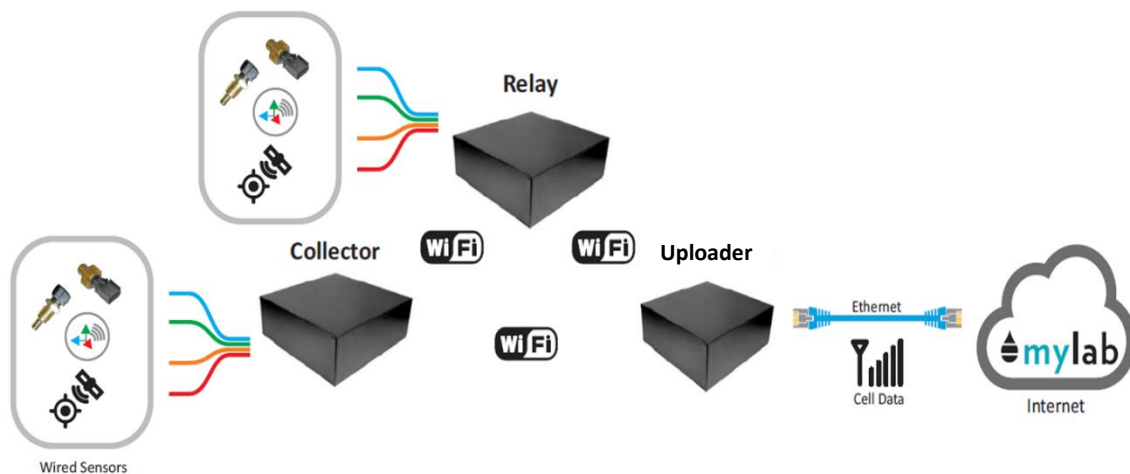 Relay
WiFi
WiFi
Collector
Uploader
WiFi
Ethernet
Cell Data
mylab
Internet
Wired Sensors